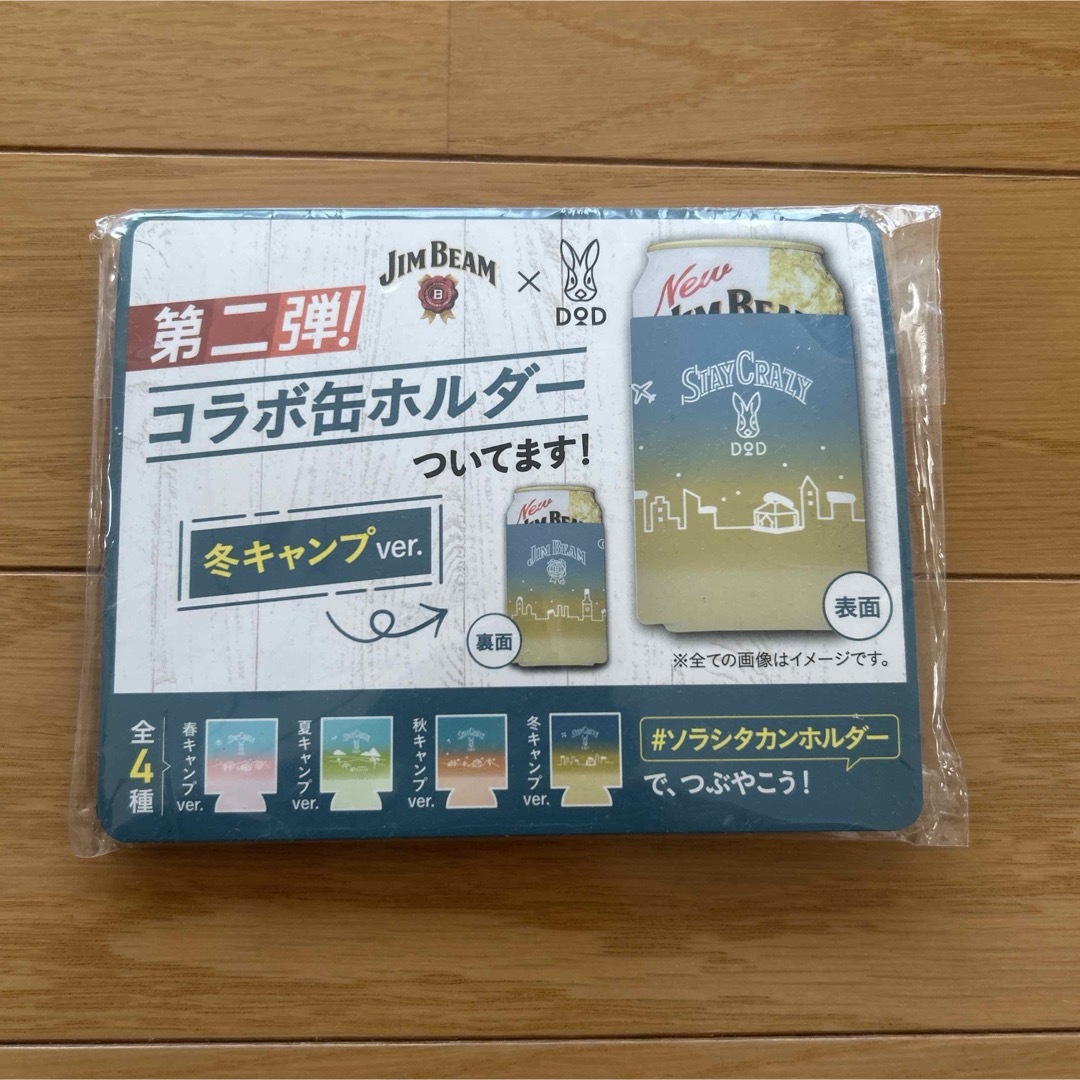 JIM BEAM
B
×
DOD
第二弾!
コラボ缶ホルダー
ついてます!
冬キャンプver.
New
JIM BEAM
STAY CRAZY
DOD
表面
New
JIM BEAM
JIM BEAM
裏面
※全ての画像はイメージです。
全4種
春キャンプver.
夏キャンプver.
秋キャンプver.
冬キャンプver.
#ソラシタカンホルダー
で、つぶやこう!